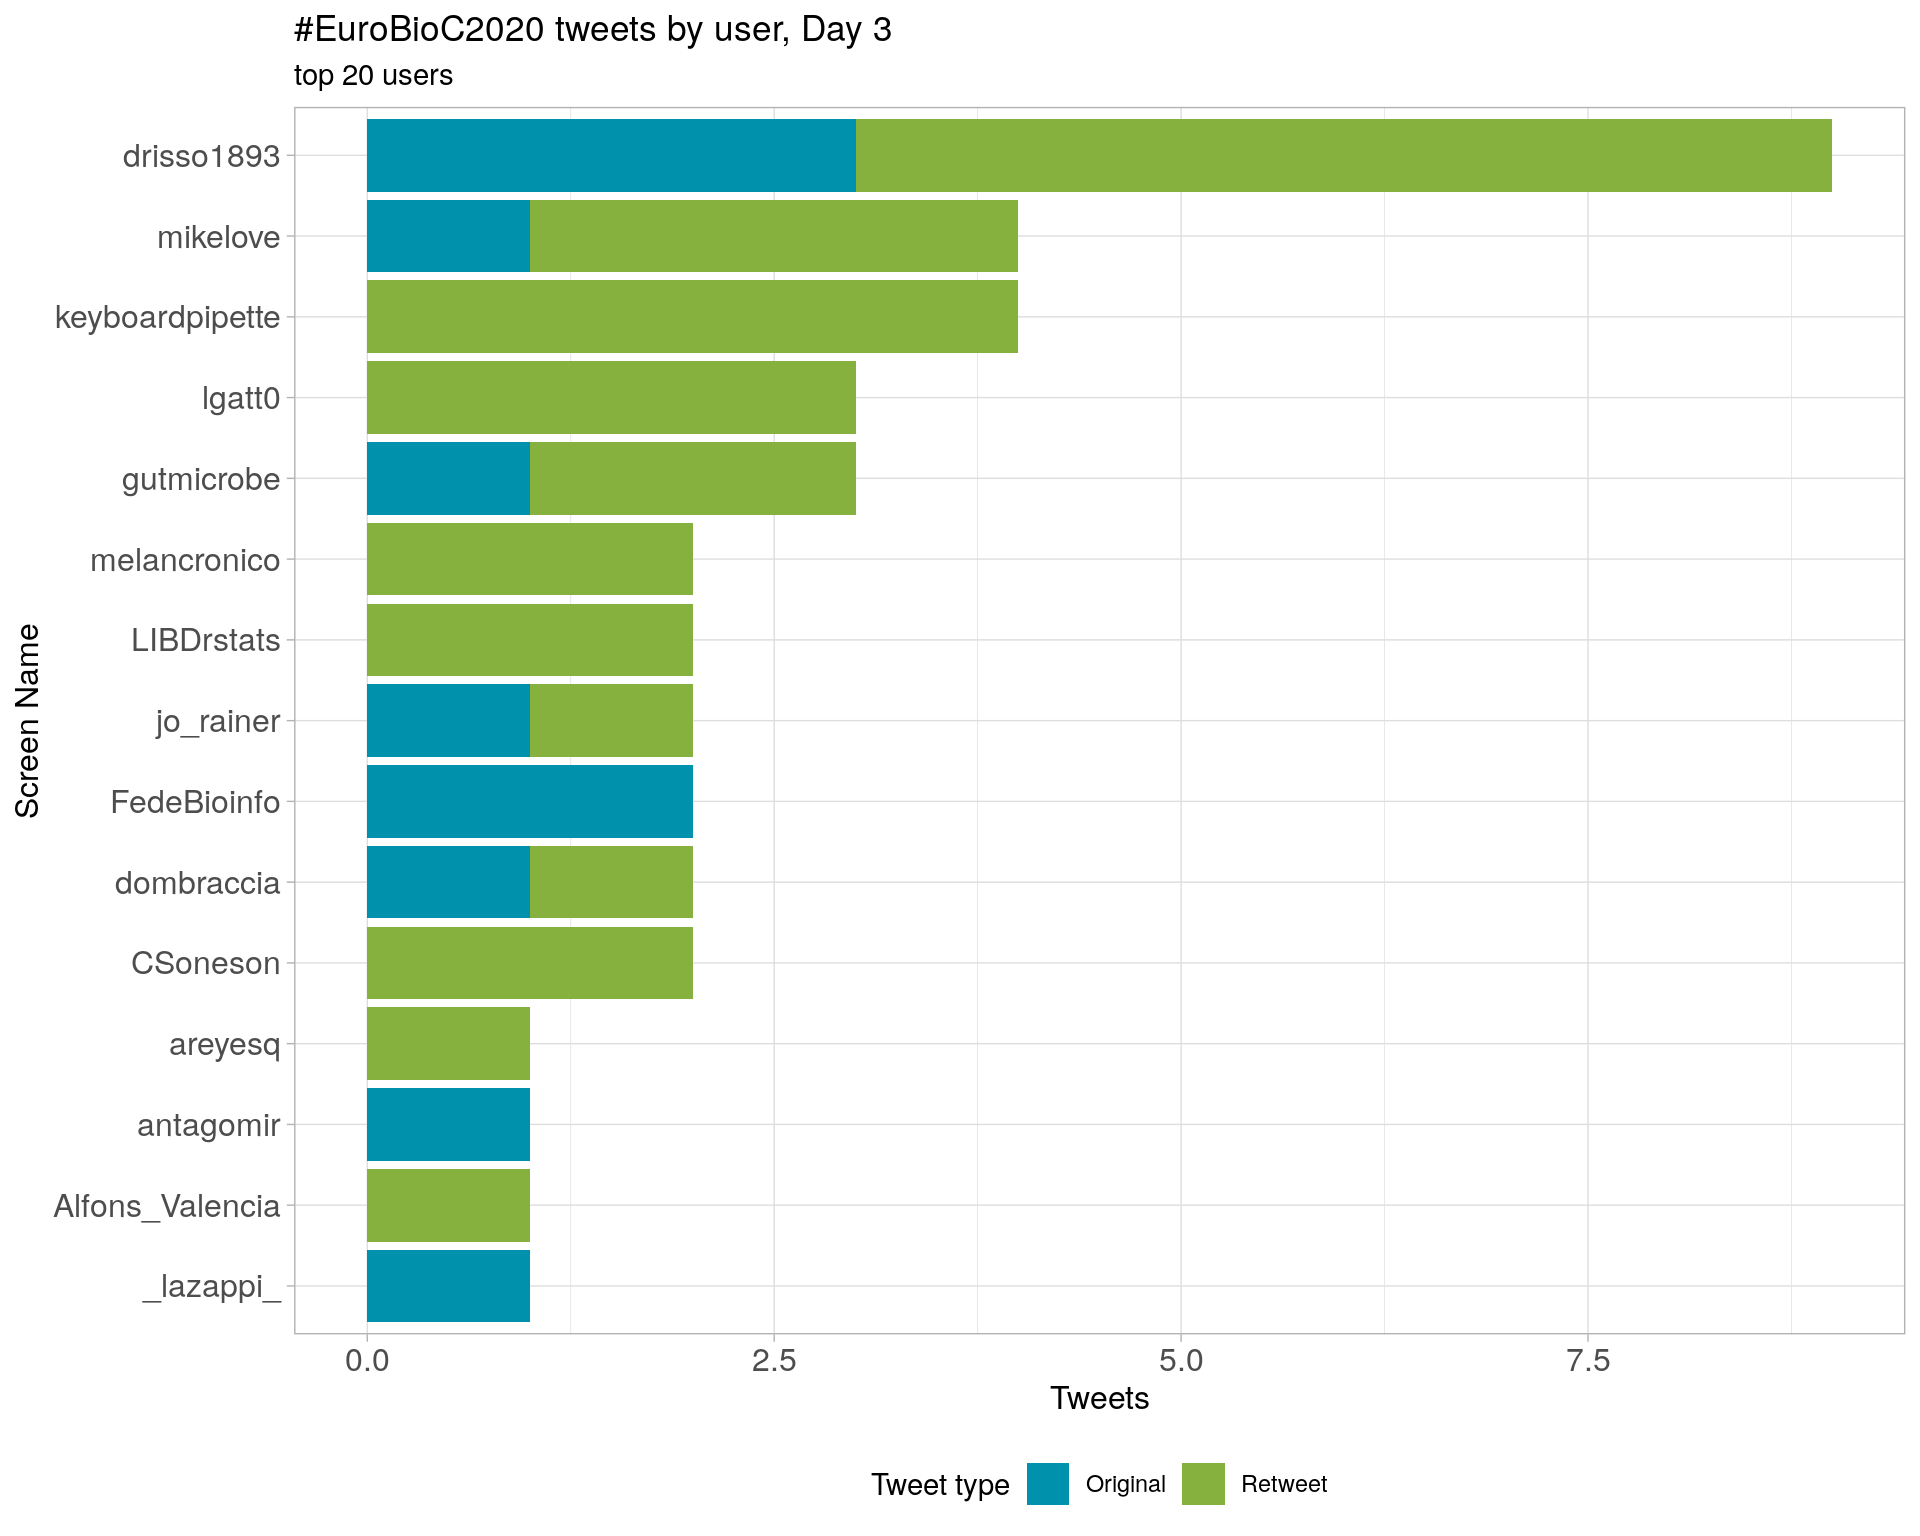 #EuroBioC2020 tweets by user, Day 3
top 20 users
Screen Name
drisso1893
mikelove
keyboardpipette
lgatt0
gutmicrobe
melancronico
LIBDrstats
jo_rainer
FedeBioinfo
dombraccia
CSoneson
areyesq
antagomir
Alfons_Valencia
_lazappi_
0.0 2.5 5.0 7.5
Tweets
Tweet type Original Retweet